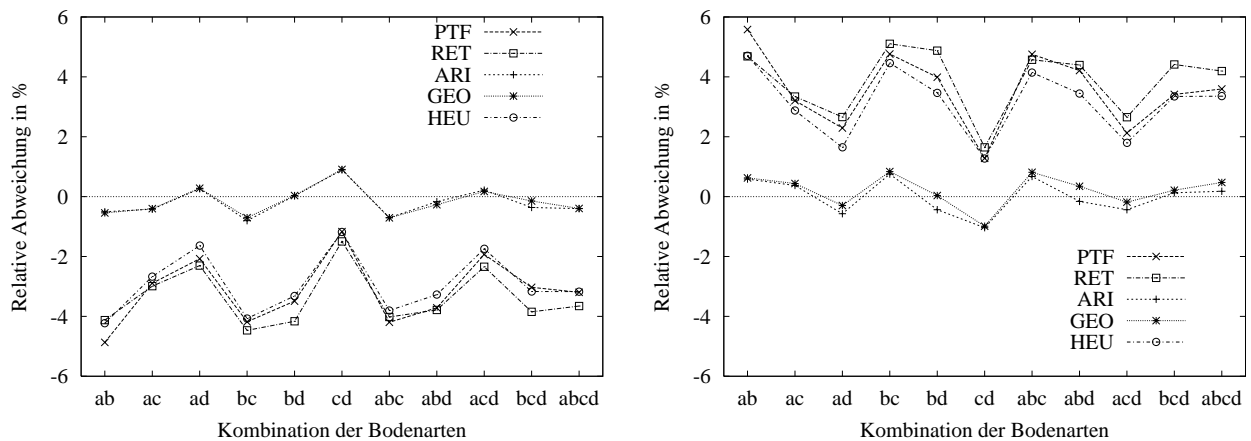 6
4
2
0
-2
-4
-6
Relative Abweichung in %
PTF
RET
ARI
GEO
HEU
ab ac ad bc bd cd abc abd acd bcd abcd
Kombination der Bodenarten
6
4
2
0
-2
-4
-6
Relative Abweichung in %
PTF
RET
ARI
GEO
HEU
ab ac ad bc bd cd abc abd acd bcd abcd
Kombination der Bodenarten